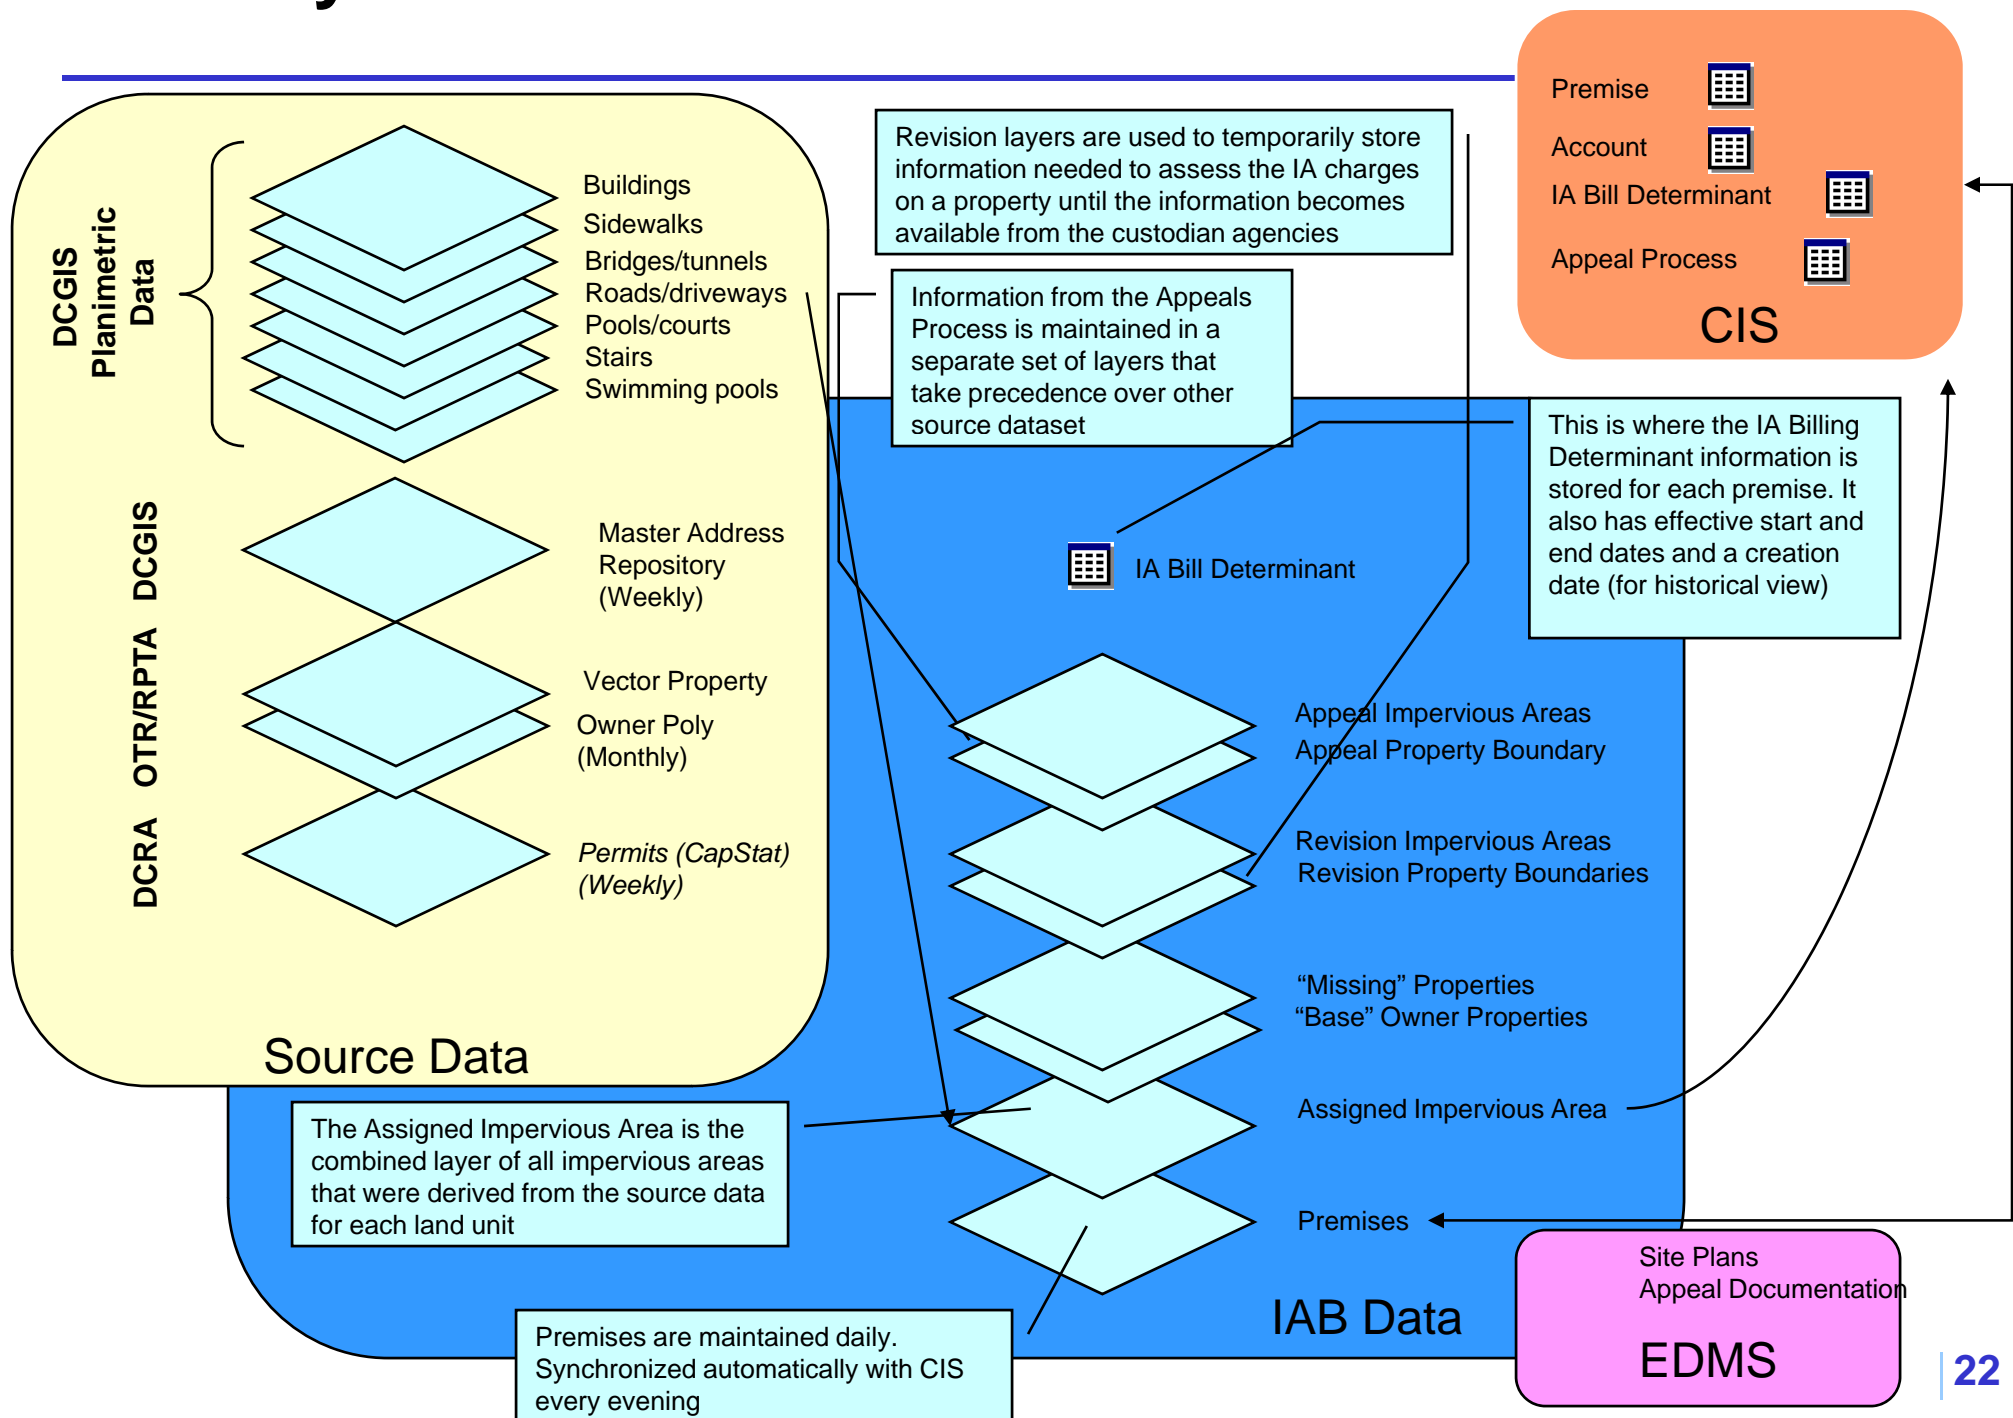 Premise
Account
IA Bill Determinant
Appeal Process
CIS
Revision layers are used to temporarily store
information needed to assess the IA charges
on a property until the information becomes
available from the custodian agencies
Information from the Appeals
Process is maintained in a
separate set of layers that
take precedence over other
source dataset
This is where the IA Billing
Determinant information is
stored for each premise. It
also has effective start and
end dates and a creation
date (for historical view)
DCGIS
Planimetric
Data
Buildings
Sidewalks
Bridges/tunnels
Roads/driveways
Pools/courts
Stairs
Swimming pools
DCGIS
Master Address
Repository
(Weekly)
OTR/RPTA
Vector Property
Owner Poly
(Monthly)
DCRA
Permits (CapStat)
(Weekly)
Source Data
IA Bill Determinant
Appeal Impervious Areas
Appeal Property Boundary
Revision Impervious Areas
Revision Property Boundaries
“Missing” Properties
“Base” Owner Properties
Assigned Impervious Area
Premises
The Assigned Impervious Area is the
combined layer of all impervious areas
that were derived from the source data
for each land unit
Premises are maintained daily.
Synchronized automatically with CIS
every evening
IAB Data
Site Plans
Appeal Documentation
EDMS
22